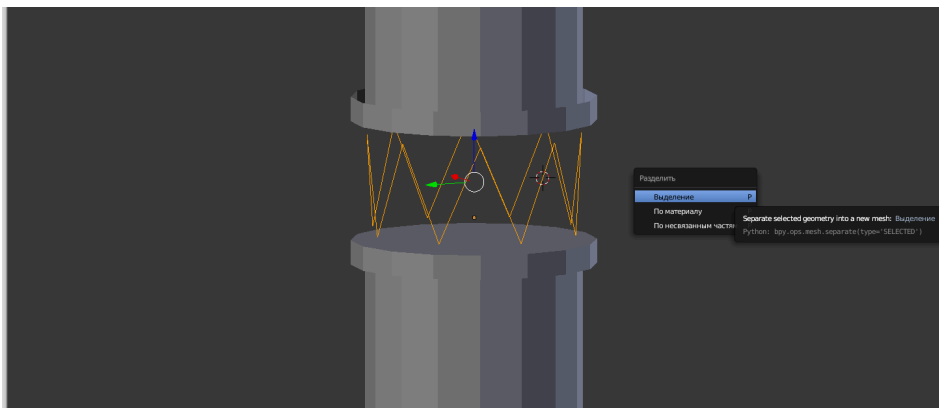 Разделить
Выделение P
По материалу
По несвязанным частям
Separate selected geometry into a new mesh: Выделение
Python: bpy.ops.mesh.separate(type='SELECTED')